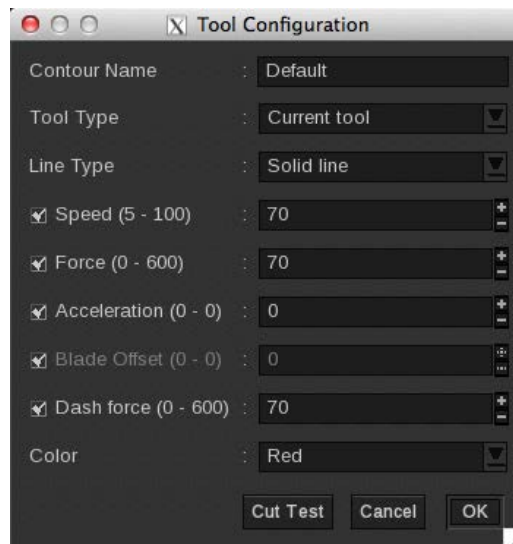 Tool Configuration
Contour Name : Default
Tool Type : Current tool
Line Type : Solid line
Speed (5 - 100) : 70
Force (0 - 600) : 70
Acceleration (0 - 0) : 0
Blade Offset (0 - 0) : 0
Dash force (0 - 600) : 70
Color : Red
Cut Test Cancel OK